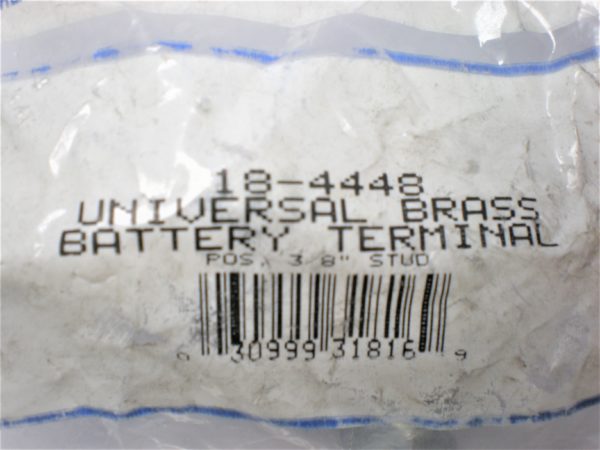 18-4448
UNIVERSAL BRASS
BATTERY TERMINAL
POS. 3 8" STUD
6 30999 31816 9